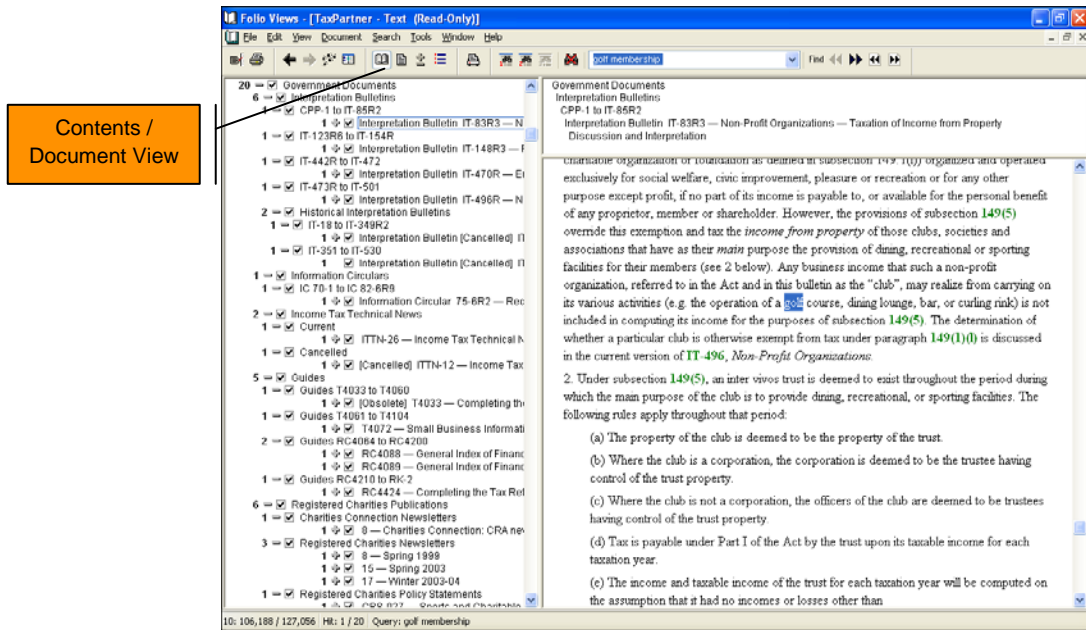 Folio Views - [TaxPartner - Text (Read-Only)]
File Edit View Document Search Tools Window Help
golf membership
Find
Contents /
Document View
20 Government Documents
6 Interpretation Bulletins
1 CPP-1 to IT-85R2
1 Interpretation Bulletin IT-83R3 — N
1 IT-123R6 to IT-154R
1 Interpretation Bulletin IT-148R3 —
1 IT-442R to IT-472
1 Interpretation Bulletin IT-470R — E
1 IT-473R to IT-501
1 Interpretation Bulletin IT-496R — N
2 Historical Interpretation Bulletins
1 IT-18 to IT-349R2
1 Interpretation Bulletin [Cancelled]
1 IT-351 to IT-530
1 Interpretation Bulletin [Cancelled]
1 Information Circulars
1 IC 70-1 to IC 82-6R9
1 Information Circular 75-6R2 — Rec
2 Income Tax Technical News
1 Current
1 ITTN-26 — Income Tax Technical N
1 Cancelled
1 [Cancelled] ITTN-12 — Income Tax
5 Guides
1 Guides T4033 to T4060
1 [Obsolete] T4033 — Completing the
1 Guides T4061 to T4104
1 T4072 — Small Business Informati
2 Guides RC4064 to RC4200
1 RC4088 — General Index of Financ
1 RC4089 — General Index of Financ
1 Guides RC4210 to RK-2
1 RC4424 — Completing the Tax Ret
6 Registered Charities Publications
1 Charities Connection Newsletters
1 8 — Charities Connection: CRA nev
3 Registered Charities Newsletters
1 8 — Spring 1999
1 15 — Spring 2003
1 17 — Winter 2003-04
1 Registered Charities Policy Statements
1 CPS-027 — Sports and Charitable
Government Documents
Interpretation Bulletins
CPP-1 to IT-85R2
Interpretation Bulletin IT-83R3 — Non-Profit Organizations — Taxation of Income from Property
Discussion and Interpretation
charitable organization or foundation as defined in subsection 149.1(1)) organized and operated
exclusively for social welfare, civic improvement, pleasure or recreation or for any other
purpose except profit, if no part of its income is payable to, or available for the personal benefit
of any proprietor, member or shareholder. However, the provisions of subsection 149(5)
override this exemption and tax the income from property of those clubs, societies and
associations that have as their main purpose the provision of dining, recreational or sporting
facilities for their members (see 2 below). Any business income that such a non-profit
organization, referred to in the Act and in this bulletin as the "club", may realize from carrying on
its various activities (e.g. the operation of a golf course, dining lounge, bar, or curling rink) is not
included in computing its income for the purposes of subsection 149(5). The determination of
whether a particular club is otherwise exempt from tax under paragraph 149(1)(l) is discussed
in the current version of IT-496, Non-Profit Organizations.
2. Under subsection 149(5), an inter vivos trust is deemed to exist throughout the period during
which the main purpose of the club is to provide dining, recreational, or sporting facilities. The
following rules apply throughout that period:
(a) The property of the club is deemed to be the property of the trust.
(b) Where the club is a corporation, the corporation is deemed to be the trustee having
control of the trust property.
(c) Where the club is not a corporation, the officers of the club are deemed to be trustees
having control of the trust property.
(d) Tax is payable under Part I of the Act by the trust upon its taxable income for each
taxation year.
(e) The income and taxable income of the trust for each taxation year will be computed on
the assumption that it had no incomes or losses other than
10: 106,188 / 127,056 Hit: 1 / 20 Query: golf membership